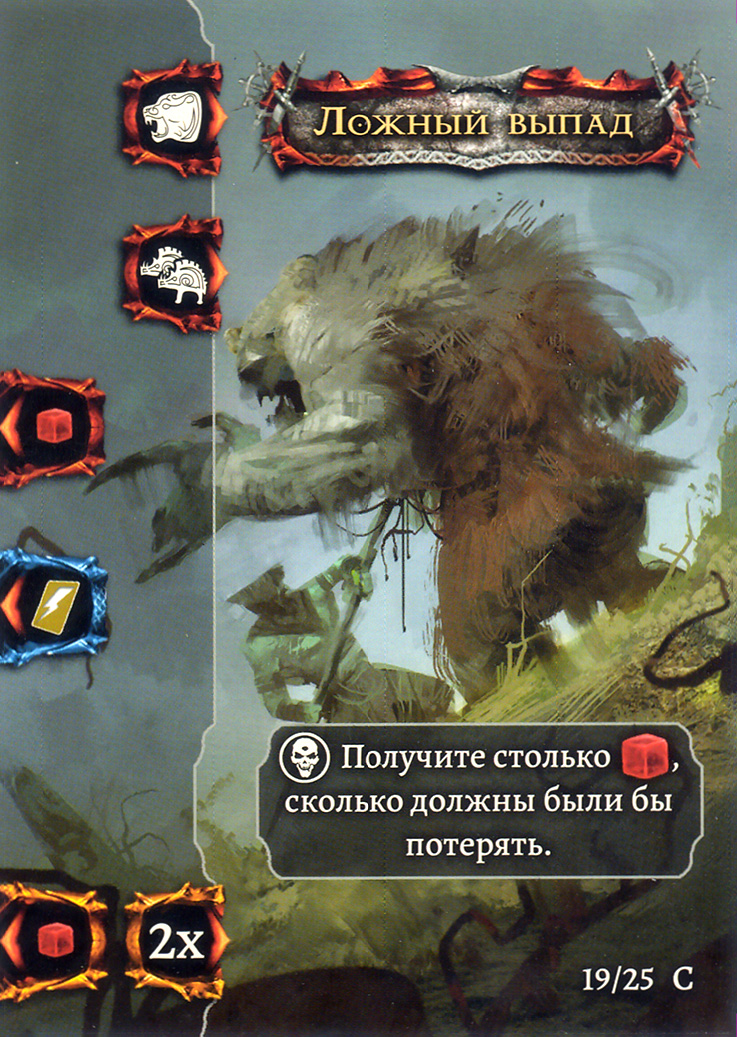 Ложный выпад
Получите столько ,
сколько должны были бы
потерять.
2x
19/25 C